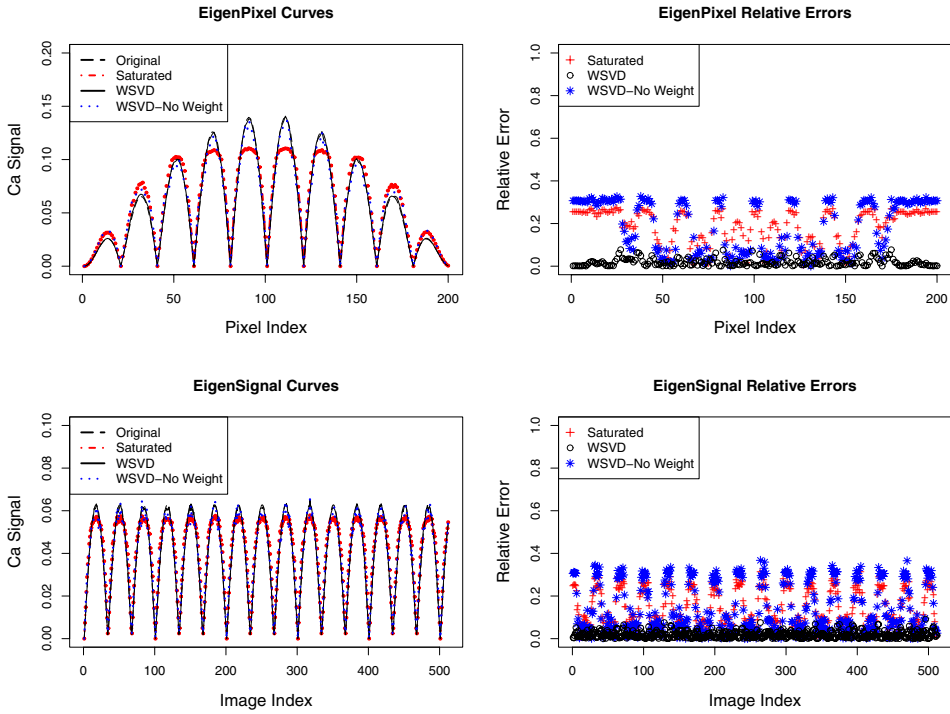 EigenPixel Curves
Ca Signal
0.00 0.05 0.10 0.15 0.20
Original
Saturated
WSVD
WSVD−No Weight
0 50 100 150 200
Pixel Index
EigenPixel Relative Errors
Relative Error
0.0 0.2 0.4 0.6 0.8 1.0
Saturated
WSVD
WSVD−No Weight
0 50 100 150 200
Pixel Index
EigenSignal Curves
Ca Signal
0.00 0.02 0.04 0.06 0.08 0.10
Original
Saturated
WSVD
WSVD−No Weight
0 100 200 300 400 500
Image Index
EigenSignal Relative Errors
Relative Error
0.0 0.2 0.4 0.6 0.8 1.0
Saturated
WSVD
WSVD−No Weight
0 100 200 300 400 500
Image Index